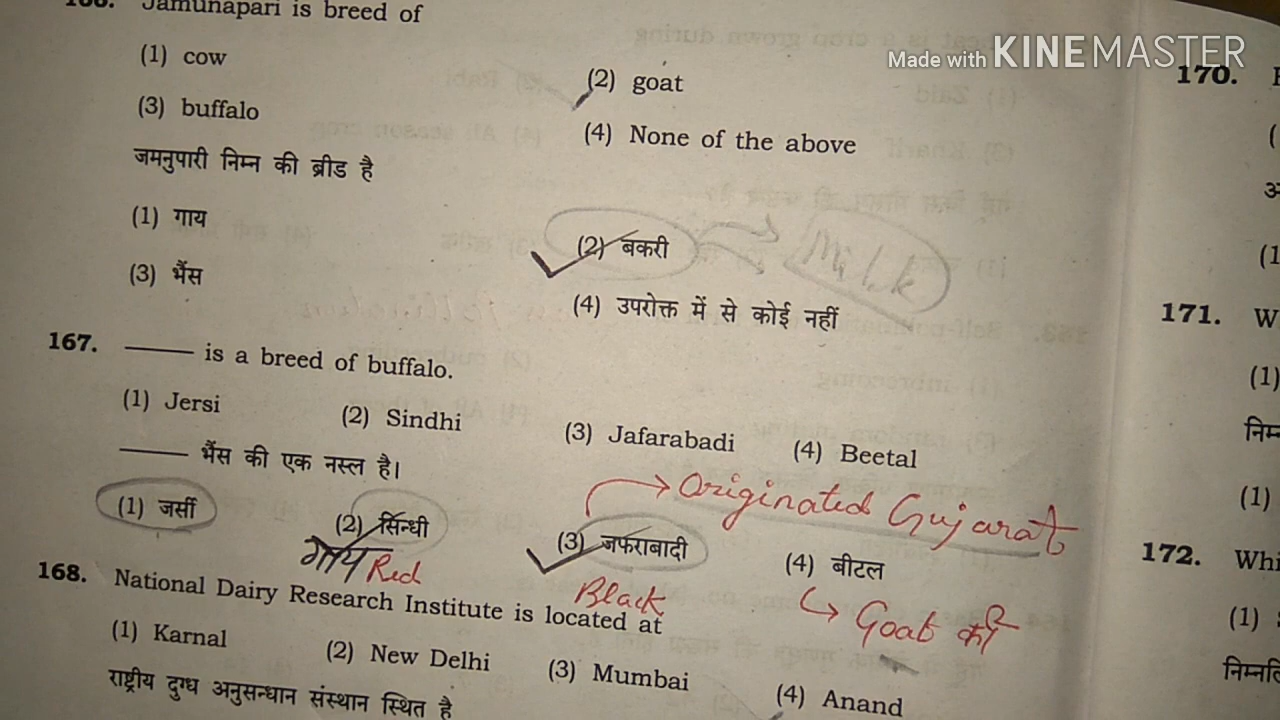 Jamunapari is breed of
Made with KINEMASTER
(1) cow
(2) goat
170.
(3) buffalo
(4) None of the above
जमनुपारी निम्न की ब्रीड है
(1) गाय
(2) बकरी
Milk
(3) भैंस
(4) उपरोक्त में से कोई नहीं
171. W
167. ——— is a breed of buffalo.
(1)
(1) Jersi (2) Sindhi (3) Jafarabadi (4) Beetal
——— भैंस की एक नस्ल है।
originated Gujarat
(1)
(1) जर्सी (2) सिन्धी (3) जफराबादी (4) बीटल
गाय Red
Black
Goat की
172. Whi
168. National Dairy Research Institute is located at
(1)
(1) Karnal (2) New Delhi (3) Mumbai (4) Anand
राष्ट्रीय दुग्ध अनुसन्धान संस्थान स्थित है